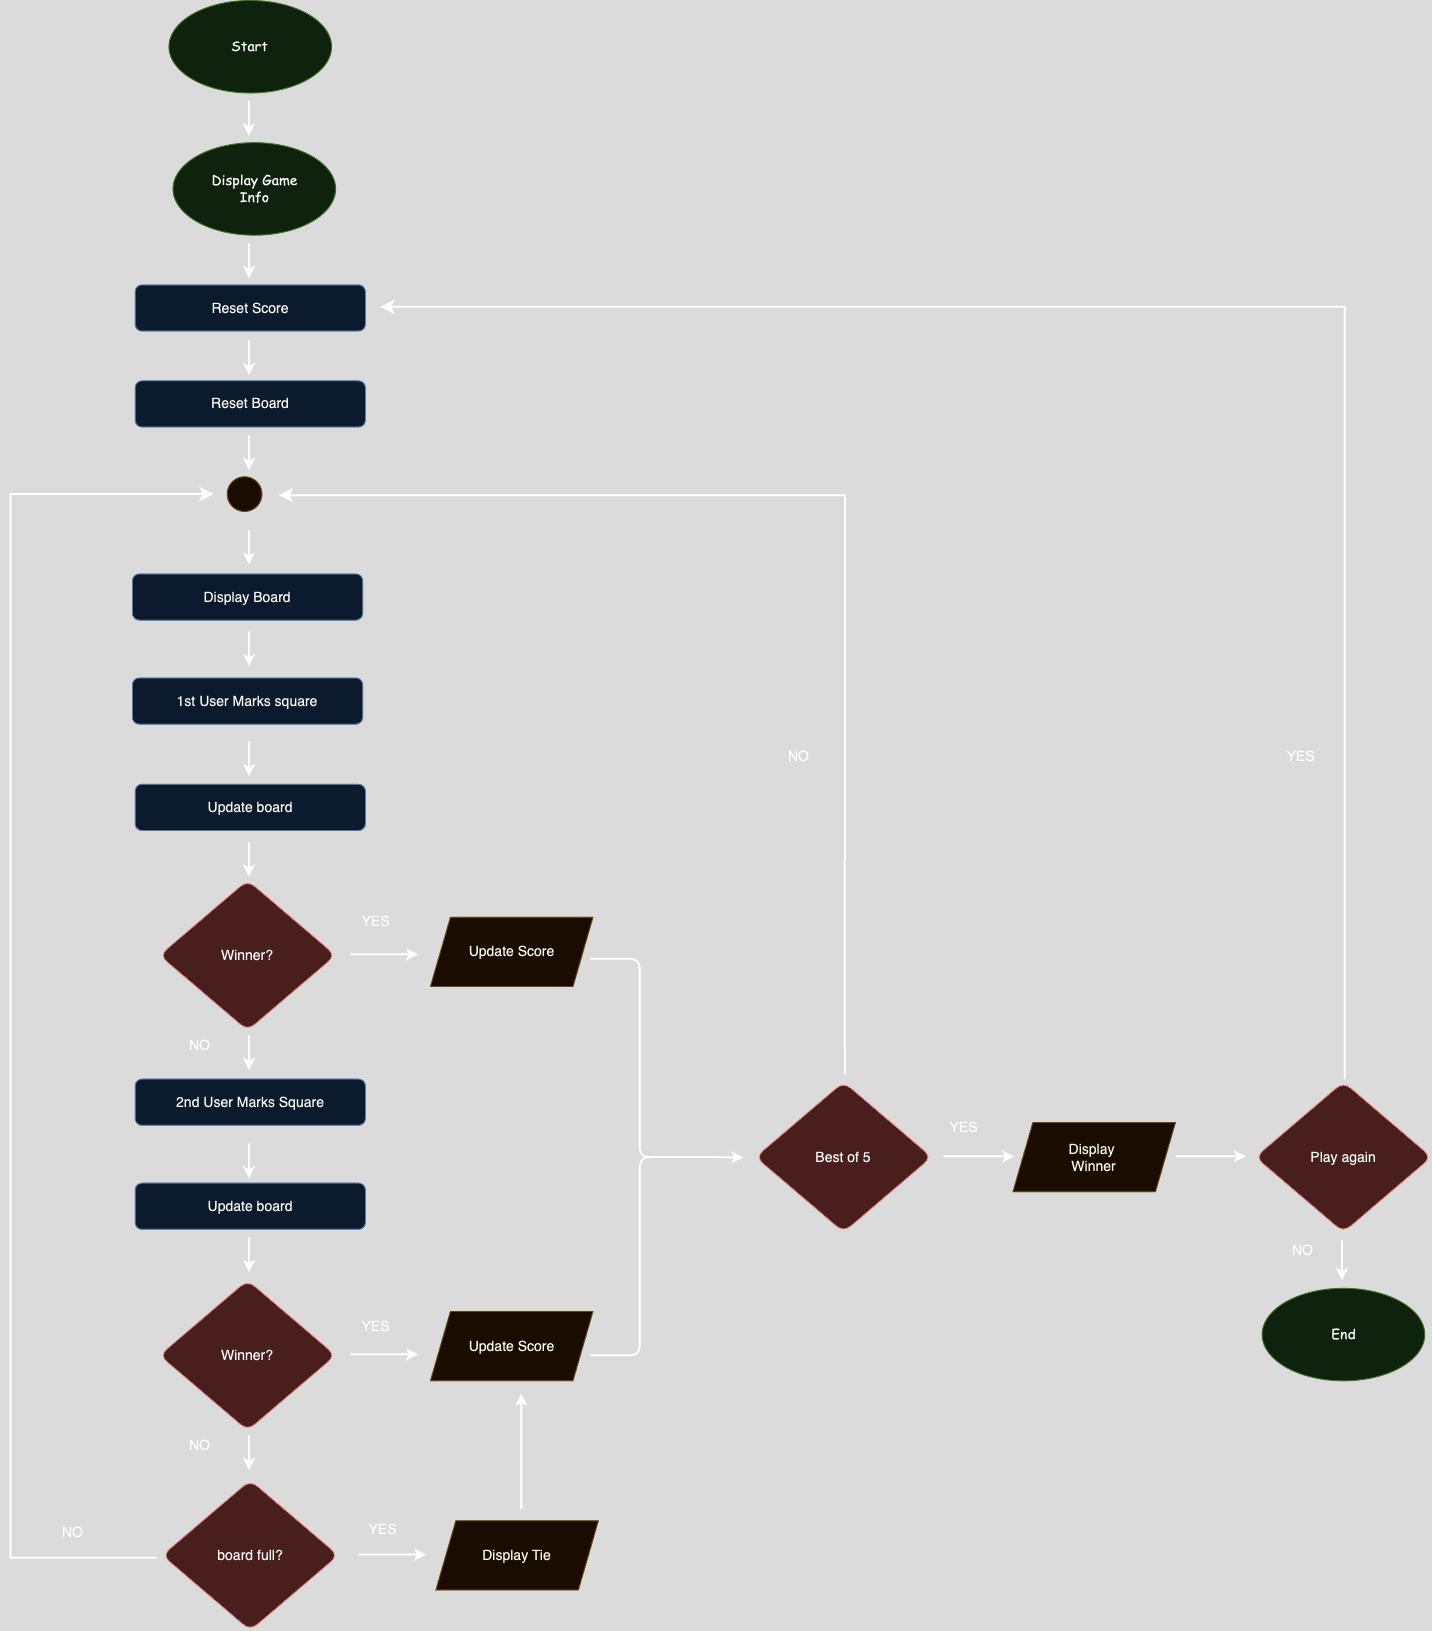 Start
Display Game
Info
Reset Score
Reset Board
Display Board
1st User Marks square
NO
YES
Update board
YES
Winner?
Update Score
NO
2nd User Marks Square
YES
Best of 5
Display
Winner
Play again
Update board
NO
YES
End
Winner?
Update Score
NO
NO
YES
board full?
Display Tie